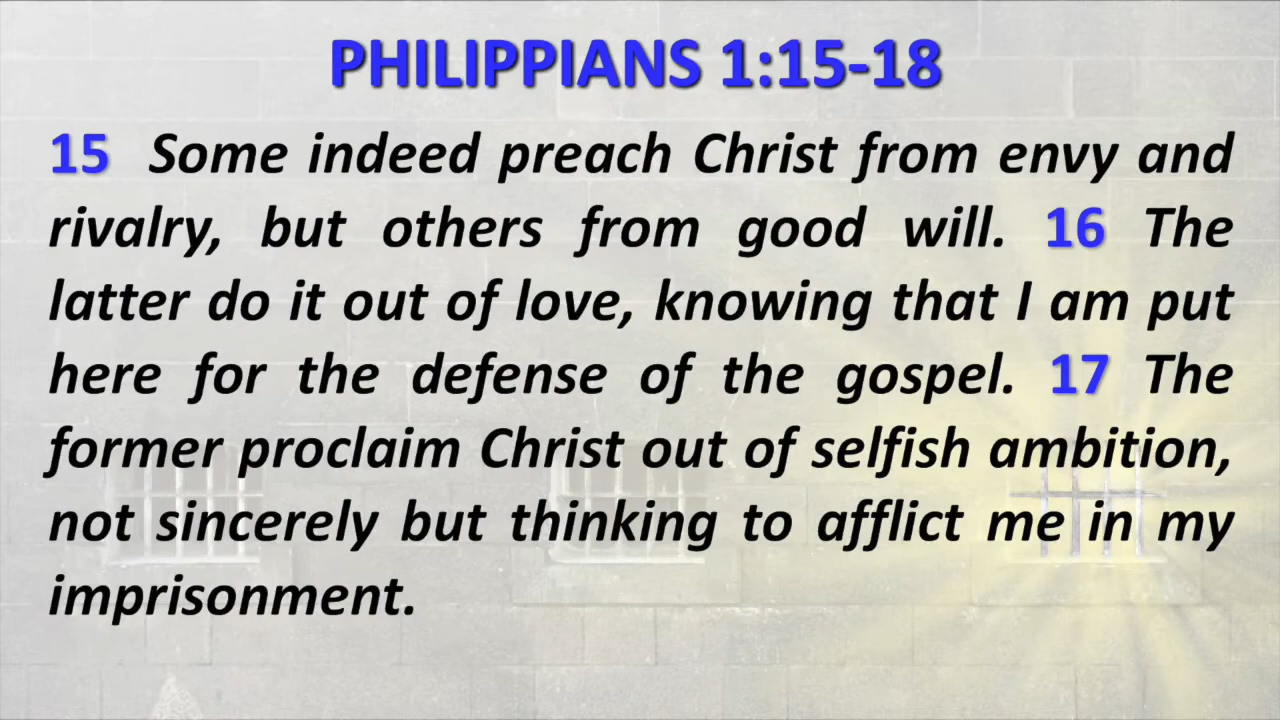 PHILIPPIANS 1:15-18
15 Some indeed preach Christ from envy and
rivalry, but others from good will. 16 The
latter do it out of love, knowing that I am put
here for the defense of the gospel. 17 The
former proclaim Christ out of selfish ambition,
not sincerely but thinking to afflict me in my
imprisonment.